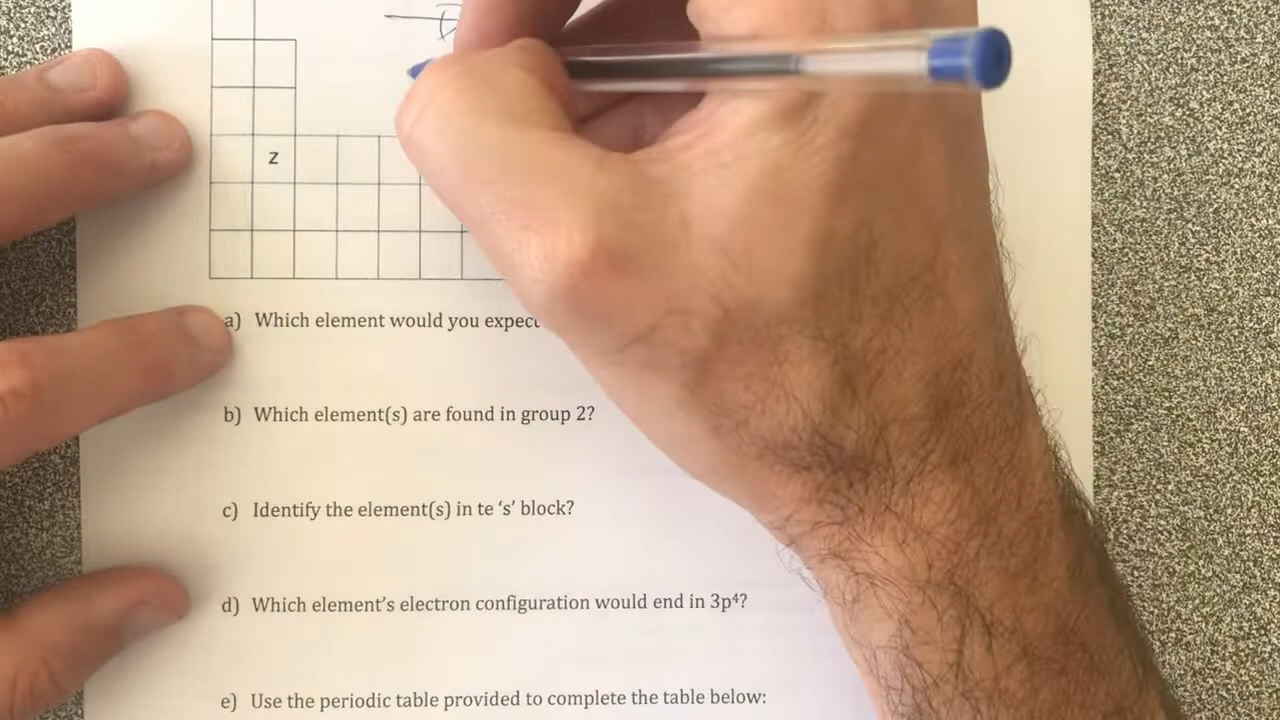 z
a) Which element would you expect
b) Which element(s) are found in group 2?
c) Identify the element(s) in te ‘s’ block?
d) Which element’s electron configuration would end in 3p⁴?
e) Use the periodic table provided to complete the table below: